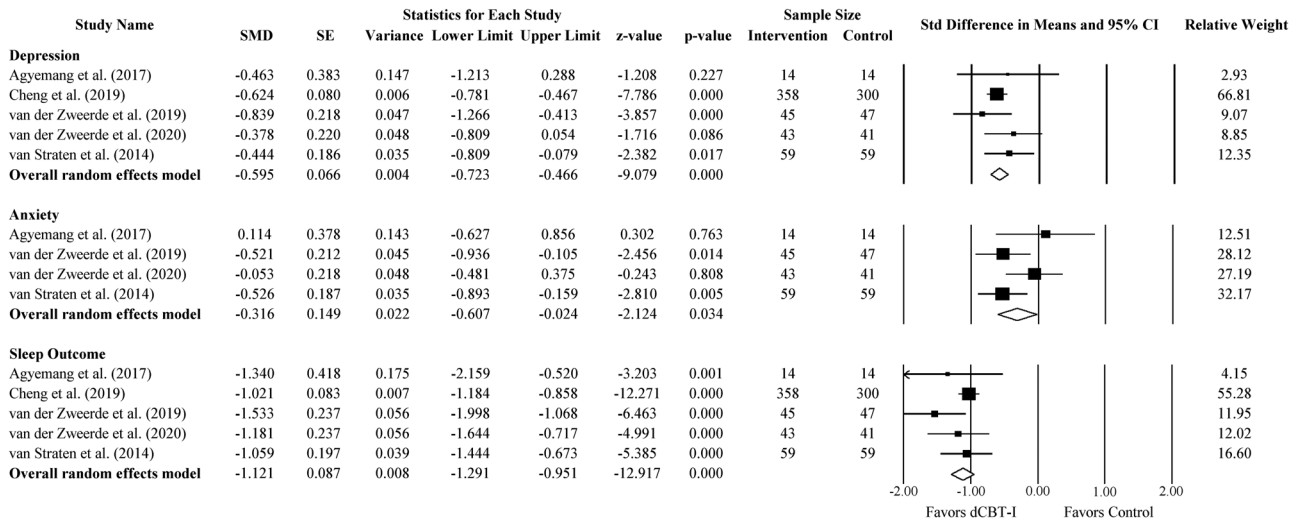 Study Name Statistics for Each Study Sample Size Std Difference in Means and 95% CI Relative Weight
SMD SE Variance Lower Limit Upper Limit z-value p-value Intervention Control
Depression
Agyemang et al. (2017) -0.463 0.383 0.147 -1.213 0.288 -1.208 0.227 14 14 2.93
Cheng et al. (2019) -0.624 0.080 0.006 -0.781 -0.467 -7.786 0.000 358 300 66.81
van der Zweerde et al. (2019) -0.839 0.218 0.047 -1.266 -0.413 -3.857 0.000 45 47 9.07
van der Zweerde et al. (2020) -0.378 0.220 0.048 -0.809 0.054 -1.716 0.086 43 41 8.85
van Straten et al. (2014) -0.444 0.186 0.035 -0.809 -0.079 -2.382 0.017 59 59 12.35
Overall random effects model -0.595 0.066 0.004 -0.723 -0.466 -9.079 0.000
Anxiety
Agyemang et al. (2017) 0.114 0.378 0.143 -0.627 0.856 0.302 0.763 14 14 12.51
van der Zweerde et al. (2019) -0.521 0.212 0.045 -0.936 -0.105 -2.456 0.014 45 47 28.12
van der Zweerde et al. (2020) -0.053 0.218 0.048 -0.481 0.375 -0.243 0.808 43 41 27.19
van Straten et al. (2014) -0.526 0.187 0.035 -0.893 -0.159 -2.810 0.005 59 59 32.17
Overall random effects model -0.316 0.149 0.022 -0.607 -0.024 -2.124 0.034
Sleep Outcome
Agyemang et al. (2017) -1.340 0.418 0.175 -2.159 -0.520 -3.203 0.001 14 14 4.15
Cheng et al. (2019) -1.021 0.083 0.007 -1.184 -0.858 -12.271 0.000 358 300 55.28
van der Zweerde et al. (2019) -1.533 0.237 0.056 -1.998 -1.068 -6.463 0.000 45 47 11.95
van der Zweerde et al. (2020) -1.181 0.237 0.056 -1.644 -0.717 -4.991 0.000 43 41 12.02
van Straten et al. (2014) -1.059 0.197 0.039 -1.444 -0.673 -5.385 0.000 59 59 16.60
Overall random effects model -1.121 0.087 0.008 -1.291 -0.951 -12.917 0.000
-2.00 -1.00 0.00 1.00 2.00
Favors dCBT-I Favors Control